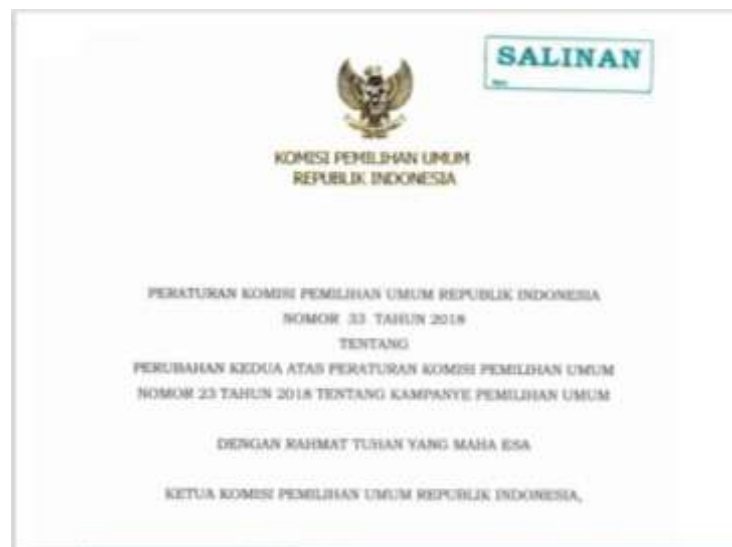 SALINAN
KOMISI PEMILIHAN UMUM
REPUBLIK INDONESIA
PERATURAN KOMISI PEMILIHAN UMUM REPUBLIK INDONESIA
NOMOR 33 TAHUN 2018
TENTANG
PERUBAHAN KEDUA ATAS PERATURAN KOMISI PEMILIHAN UMUM
NOMOR 23 TAHUN 2018 TENTANG KAMPANYE PEMILIHAN UMUM
DENGAN RAHMAT TUHAN YANG MAHA ESA
KETUA KOMISI PEMILIHAN UMUM REPUBLIK INDONESIA,